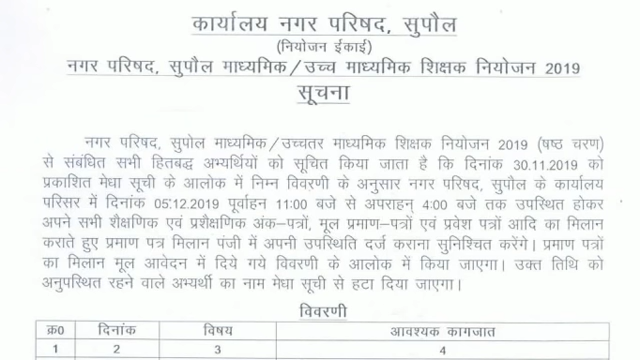 कार्यालय नगर परिषद, सुपौल
(नियोजन ईकाई)
नगर परिषद, सुपौल माध्यमिक/उच्च माध्यमिक शिक्षक नियोजन 2019
सूचना
नगर परिषद, सुपोल माध्यमिक/उच्चतर माध्यमिक शिक्षक नियोजन 2019 (षष्ठ चरण)
से संबंधित सभी हितबद्ध अभ्यर्थियों को सूचित किया जाता है कि दिनांक 30.11.2019 को
प्रकाशित मेधा सूची के आलोक में निम्न विवरणी के अनुसार नगर परिषद, सुपौल के कार्यालय
परिसर में दिनांक 05.12.2019 पूर्वाहन 11:00 बजे से अपराहन् 4:00 बजे तक उपस्थित होकर
अपने सभी शैक्षणिक एवं प्रशैक्षणिक अंक–पत्रों, मूल प्रमाण–पत्रों एवं प्रवेश पत्रों आदि का मिलान
कराते हुए प्रमाण पत्र मिलान पंजी में अपनी उपस्थिति दर्ज कराना सुनिश्चित करेंगे। प्रमाण पत्रों
का मिलान मूल आवेदन में दिये गये विवरणी के आलोक में किया जाएगा। उक्त तिथि को
अनुपस्थित रहने वाले अभ्यर्थी का नाम मेधा सूची से हटा दिया जाएगा।
विवरणी
क्र0 दिनांक विषय आवश्यक कागजात
1 2 3 4